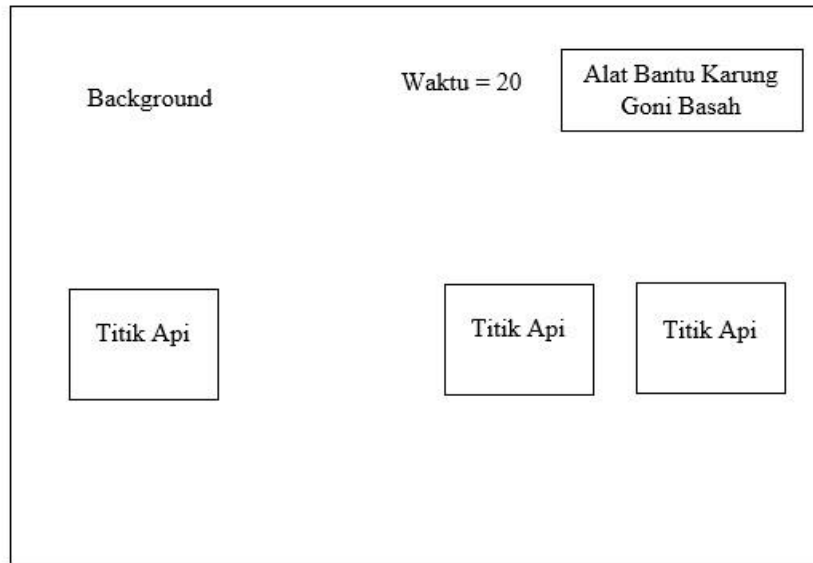 Background
Waktu = 20
Alat Bantu Karung
Goni Basah
Titik Api
Titik Api
Titik Api